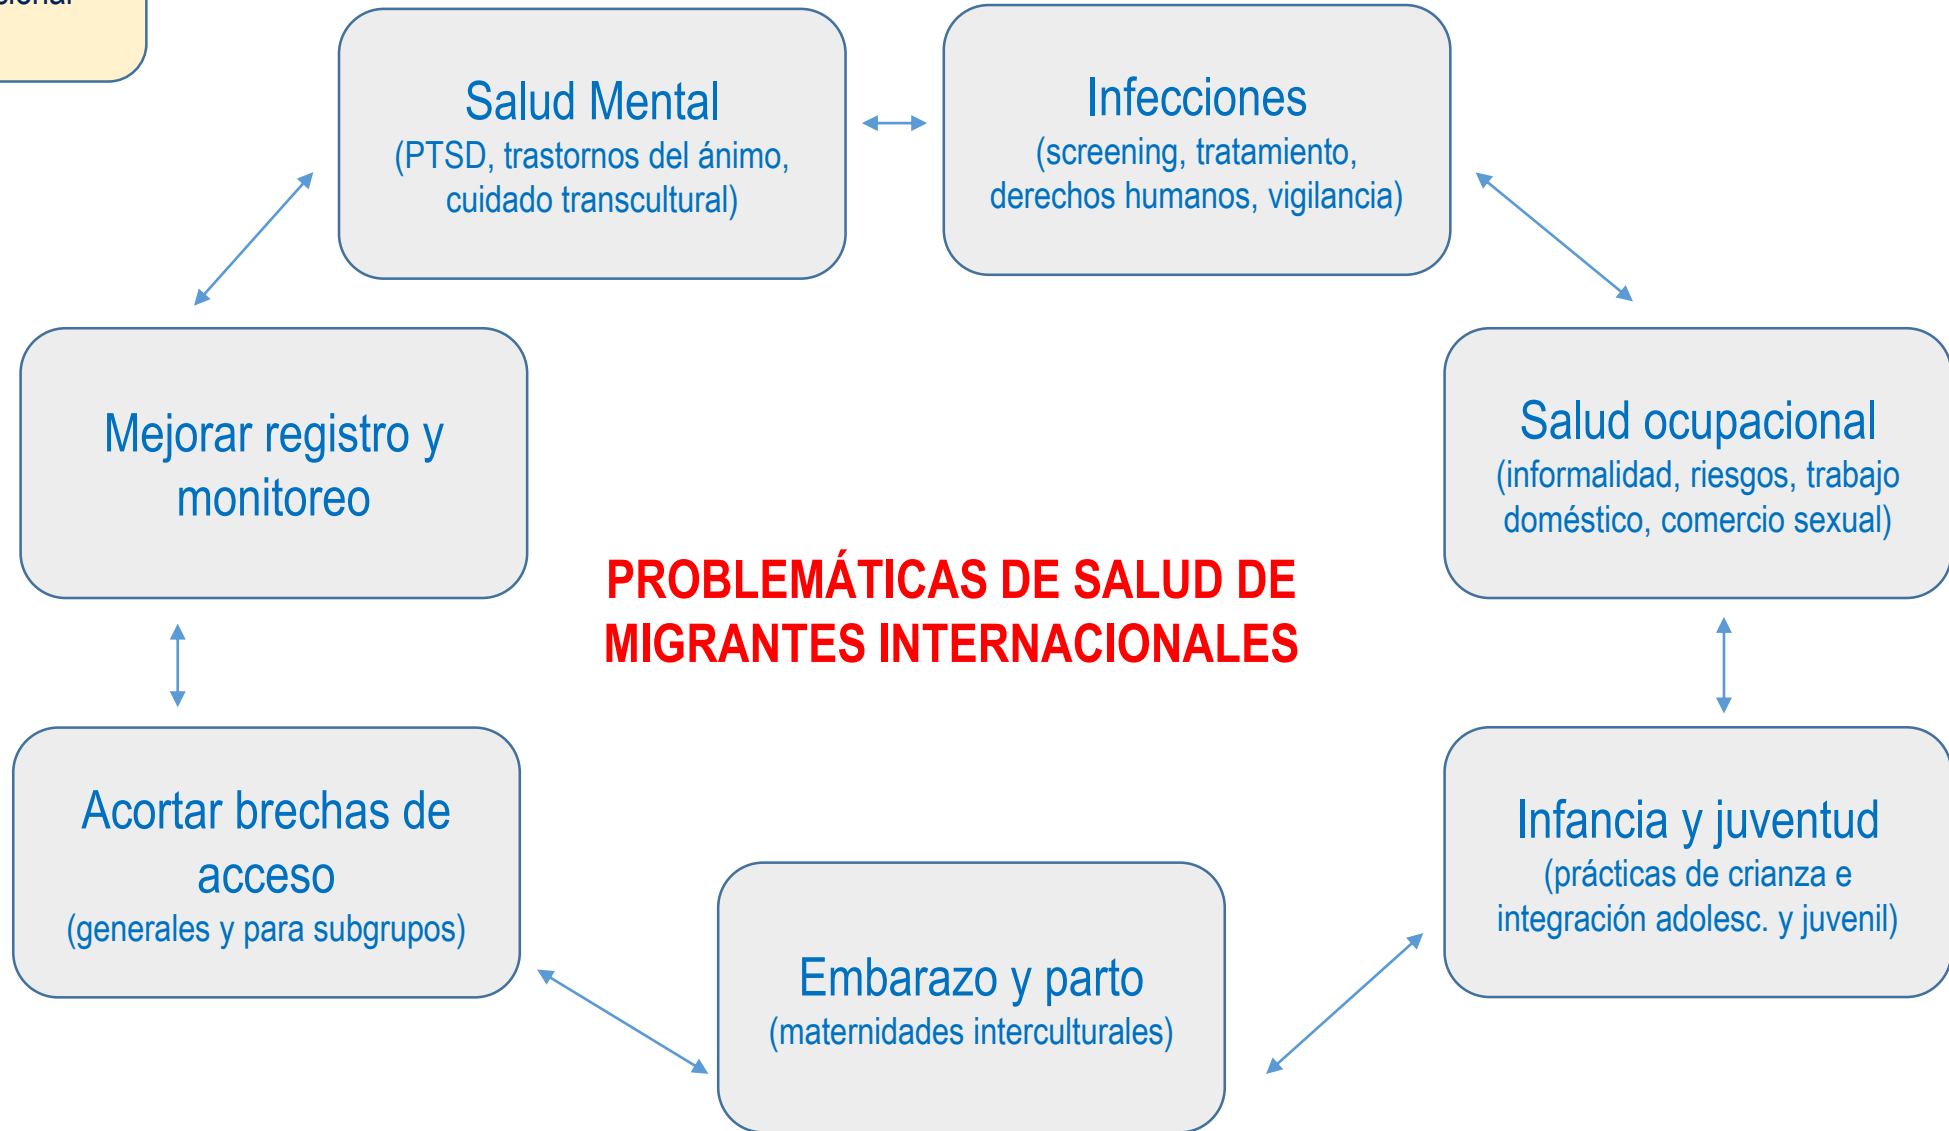 Salud Mental
(PTSD, trastornos del ánimo,
cuidado transcultural)
Infecciones
(screening, tratamiento,
derechos humanos, vigilancia)
Mejorar registro y
monitoreo
Salud ocupacional
(informalidad, riesgos, trabajo
doméstico, comercio sexual)
PROBLEMÁTICAS DE SALUD DE
MIGRANTES INTERNACIONALES
Acortar brechas de
acceso
(generales y para subgrupos)
Infancia y juventud
(prácticas de crianza e
integración adolesc. y juvenil)
Embarazo y parto
(maternidades interculturales)